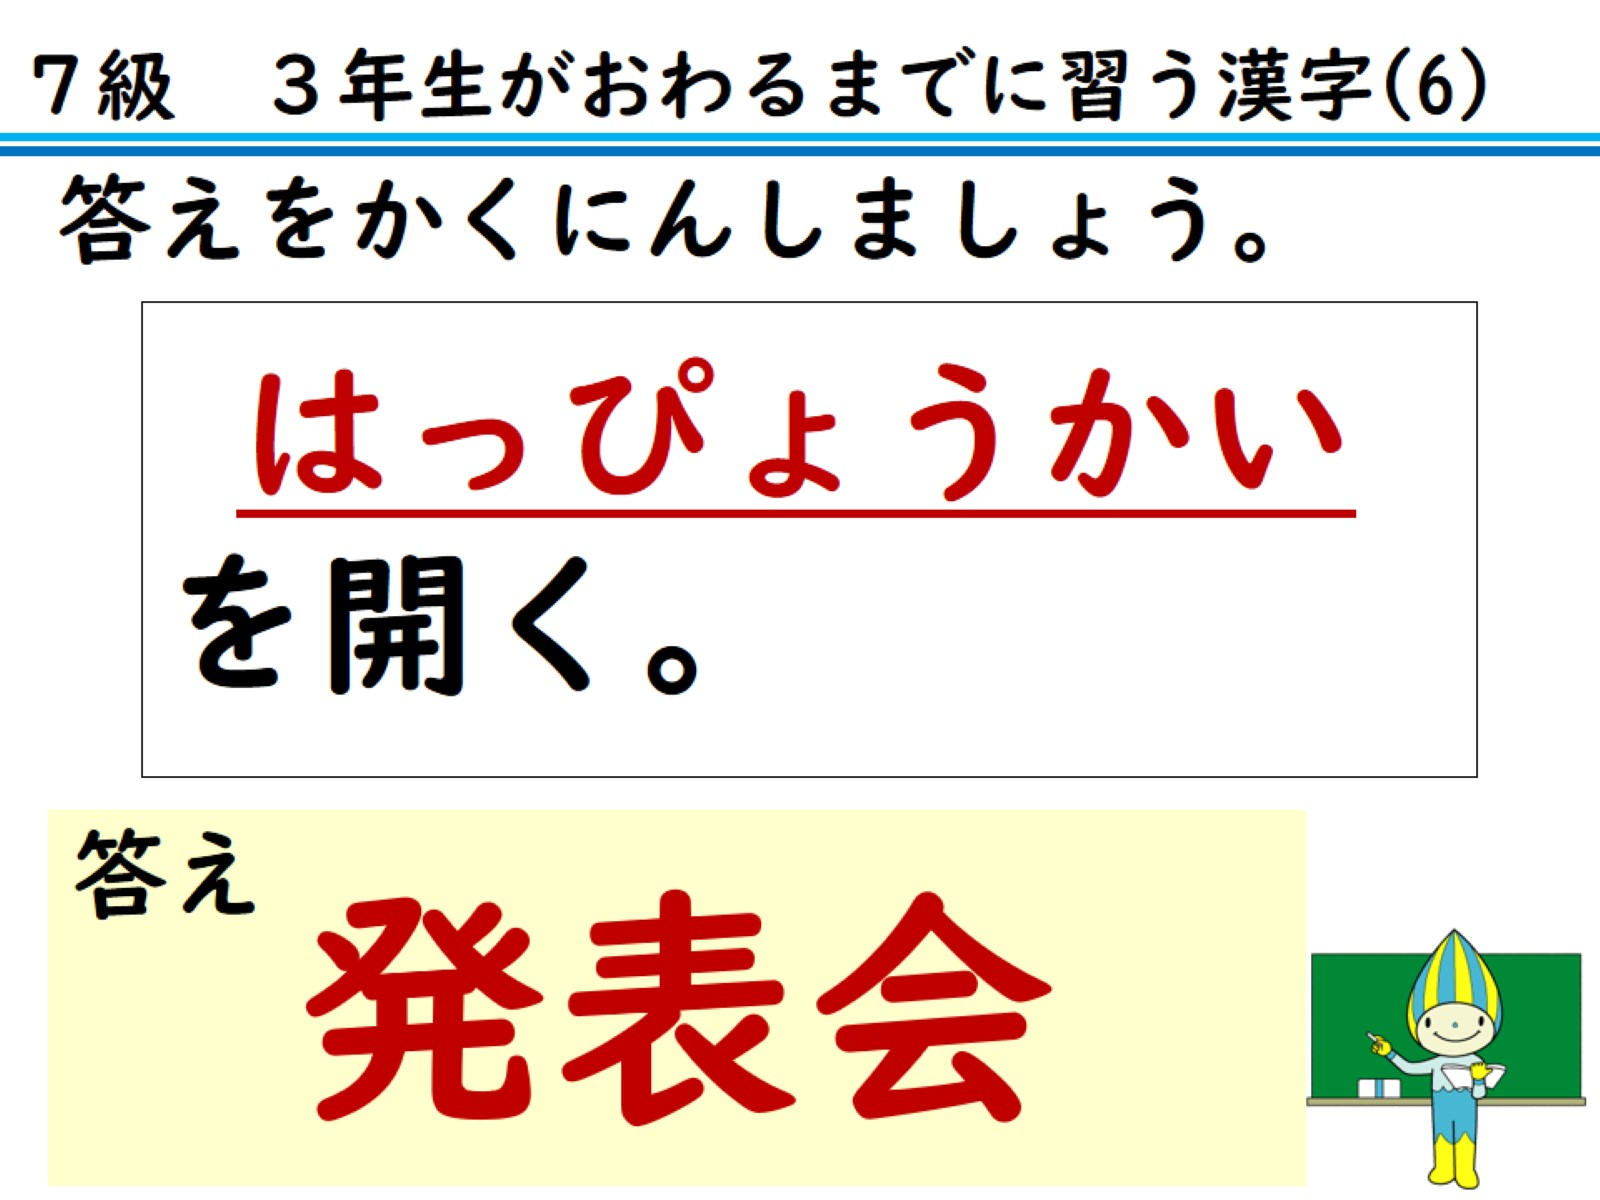 ７級　３年生がおわるまでに習う漢字(6)
答えをかくにんしましょう。
はっぴょうかい
を開く。
答え
発表会